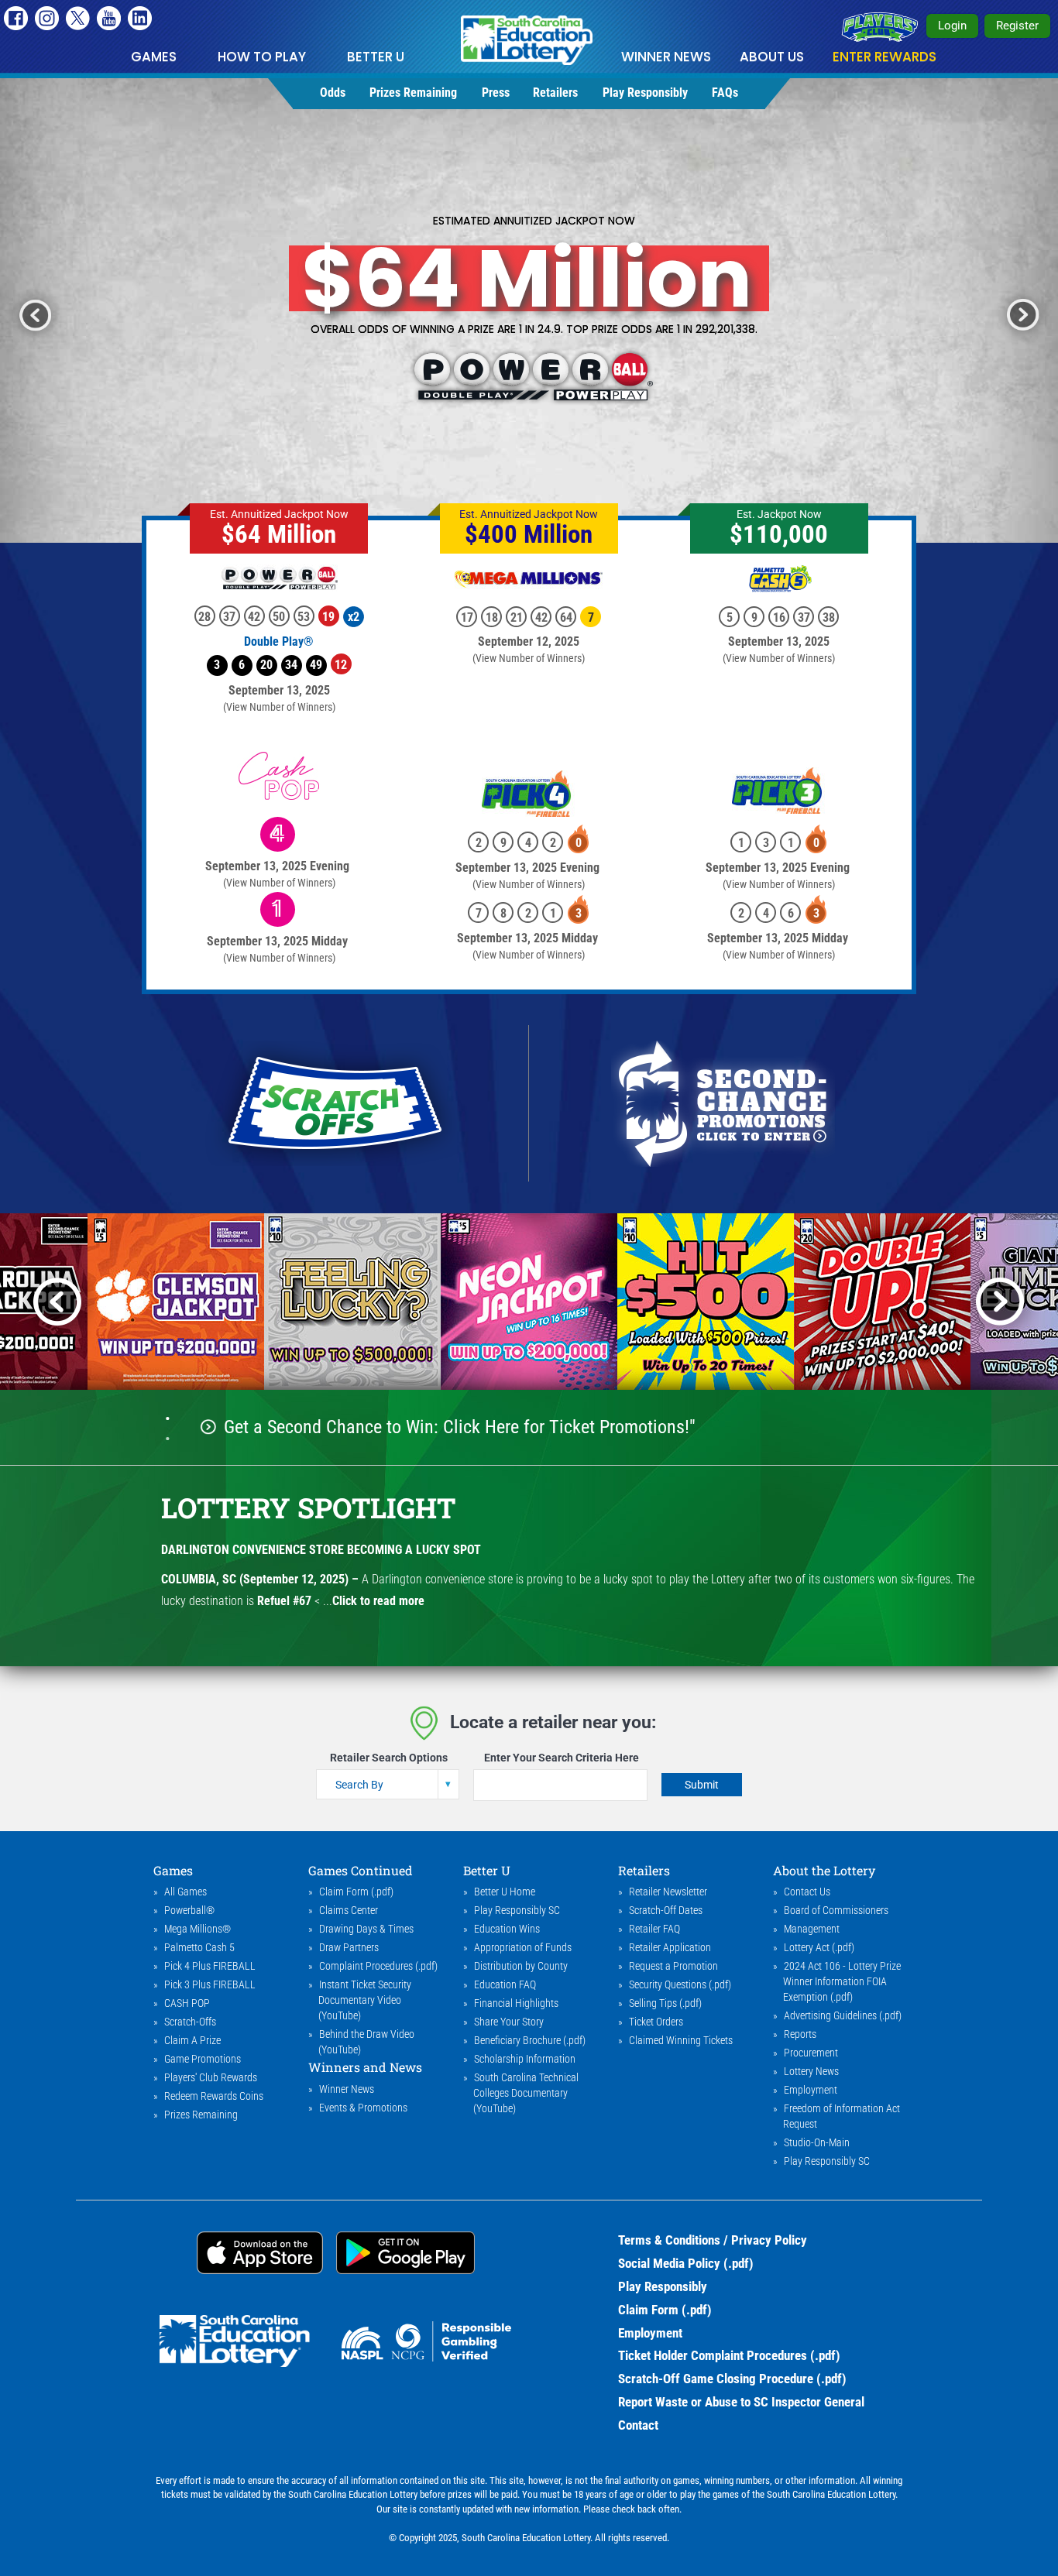 GAMES
HOW TO PLAY
BETTER U
South Carolina
Education
Lottery
WINNER NEWS
ABOUT US
ENTER REWARDS
PLAYERS'
CLUB
Login
Register
Odds
Prizes Remaining
Press
Retailers
Play Responsibly
FAQs
ESTIMATED ANNUITIZED JACKPOT NOW
$64 Million
OVERALL ODDS OF WINNING A PRIZE ARE 1 IN 24.9. TOP PRIZE ODDS ARE 1 IN 292,201,338.
POWERBALL®
DOUBLE PLAY® POWERPLAY
Est. Annuitized Jackpot Now
$64 Million
POWERBALL
DOUBLE PLAY POWERPLAY
28 37 42 50 53 19 x2
Double Play®
3 6 20 34 49 12
September 13, 2025
(View Number of Winners)
Est. Annuitized Jackpot Now
$400 Million
MEGA MILLIONS
17 18 21 42 64 7
September 12, 2025
(View Number of Winners)
Est. Jackpot Now
$110,000
PALMETTO
CASH 5
5 9 16 37 38
September 13, 2025
(View Number of Winners)
Cash
POP
4
September 13, 2025 Evening
(View Number of Winners)
1
September 13, 2025 Midday
(View Number of Winners)
SOUTH CAROLINA EDUCATION LOTTERY
PICK 4
PLUS FIREBALL
2 9 4 2 0
September 13, 2025 Evening
(View Number of Winners)
7 8 2 1 3
September 13, 2025 Midday
(View Number of Winners)
SOUTH CAROLINA EDUCATION LOTTERY
PICK 3
PLUS FIREBALL
1 3 1 0
September 13, 2025 Evening
(View Number of Winners)
2 4 6 3
September 13, 2025 Midday
(View Number of Winners)
SCRATCH
OFFS
SECOND-
CHANCE
PROMOTIONS
CLICK TO ENTER
AROLINA
JACKPOT
$200,000!
$5
CLEMSON
JACKPOT
WIN UP TO $200,000!
$10
FEELING
LUCKY?
WIN UP TO $500,000!
$5
NEON
JACKPOT
WIN UP TO 16 TIMES!
WIN UP TO $200,000!
$10
HIT
$500
Loaded With $500 Prizes!
Win Up To 20 Times!
$20
DOUBLE
UP!
PRIZES START AT $40!
WIN UP TO $2,000,000!
$5
GIAN
JUME
BUCK
LOADED with prize
WIN UP TO $
Get a Second Chance to Win: Click Here for Ticket Promotions!"
LOTTERY SPOTLIGHT
DARLINGTON CONVENIENCE STORE BECOMING A LUCKY SPOT
COLUMBIA, SC (September 12, 2025) – A Darlington convenience store is proving to be a lucky spot to play the Lottery after two of its customers won six-figures. The
lucky destination is Refuel #67 < ...Click to read more
Locate a retailer near you:
Retailer Search Options
Enter Your Search Criteria Here
Search By
Submit
Games
» All Games
» Powerball®
» Mega Millions®
» Palmetto Cash 5
» Pick 4 Plus FIREBALL
» Pick 3 Plus FIREBALL
» CASH POP
» Scratch-Offs
» Claim A Prize
» Game Promotions
» Players' Club Rewards
» Redeem Rewards Coins
» Prizes Remaining
Games Continued
» Claim Form (.pdf)
» Claims Center
» Drawing Days & Times
» Draw Partners
» Complaint Procedures (.pdf)
» Instant Ticket Security
Documentary Video
(YouTube)
» Behind the Draw Video
(YouTube)
Winners and News
» Winner News
» Events & Promotions
Better U
» Better U Home
» Play Responsibly SC
» Education Wins
» Appropriation of Funds
» Distribution by County
» Education FAQ
» Financial Highlights
» Share Your Story
» Beneficiary Brochure (.pdf)
» Scholarship Information
» South Carolina Technical
Colleges Documentary
(YouTube)
Retailers
» Retailer Newsletter
» Scratch-Off Dates
» Retailer FAQ
» Retailer Application
» Request a Promotion
» Security Questions (.pdf)
» Selling Tips (.pdf)
» Ticket Orders
» Claimed Winning Tickets
About the Lottery
» Contact Us
» Board of Commissioners
» Management
» Lottery Act (.pdf)
» 2024 Act 106 - Lottery Prize
Winner Information FOIA
Exemption (.pdf)
» Advertising Guidelines (.pdf)
» Reports
» Procurement
» Lottery News
» Employment
» Freedom of Information Act
Request
» Studio-On-Main
» Play Responsibly SC
Download on the
App Store
GET IT ON
Google Play
South Carolina
Education
Lottery
NASPL
NCPG
Responsible
Gambling
Verified
Terms & Conditions / Privacy Policy
Social Media Policy (.pdf)
Play Responsibly
Claim Form (.pdf)
Employment
Ticket Holder Complaint Procedures (.pdf)
Scratch-Off Game Closing Procedure (.pdf)
Report Waste or Abuse to SC Inspector General
Contact
Every effort is made to ensure the accuracy of all information contained on this site. This site, however, is not the final authority on games, winning numbers, or other information. All winning
tickets must be validated by the South Carolina Education Lottery before prizes will be paid. You must be 18 years of age or older to play the games of the South Carolina Education Lottery.
Our site is constantly updated with new information. Please check back often.
© Copyright 2025, South Carolina Education Lottery. All rights reserved.